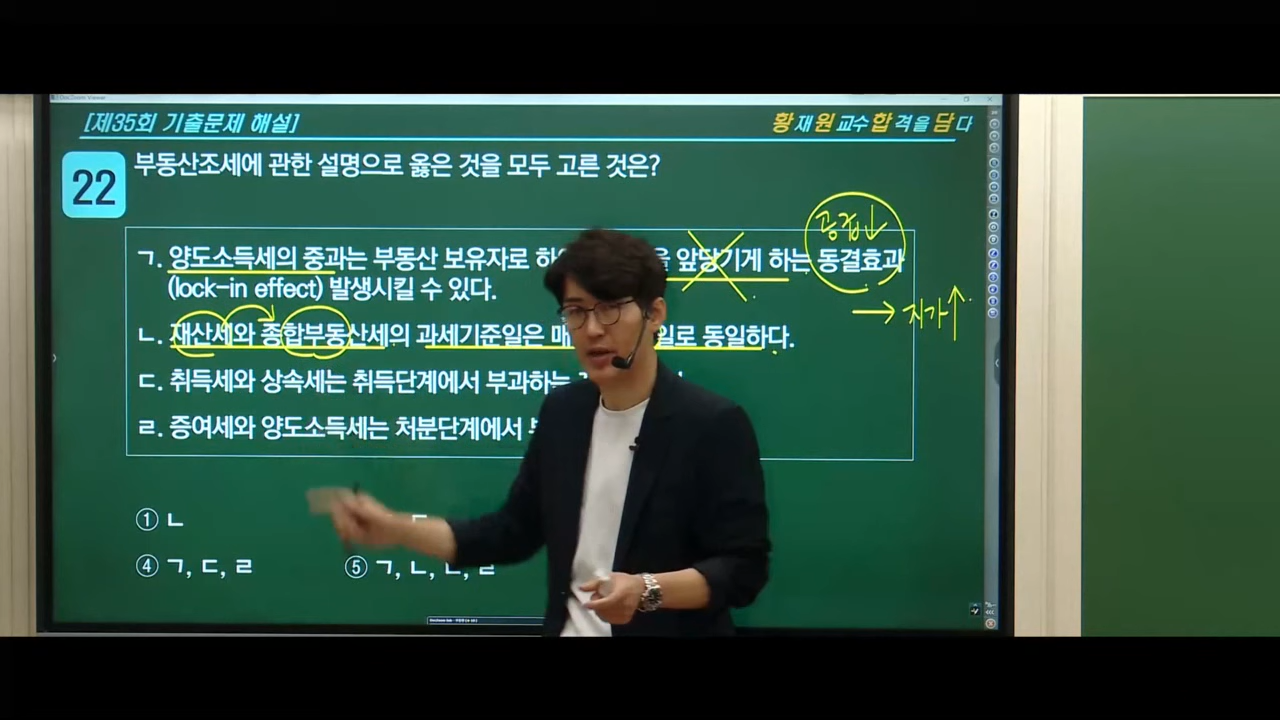 [제35회 기출문제 해설]
황재원 교수 합격을 담다
22
부동산조세에 관한 설명으로 옳은 것을 모두 고른 것은?
공급↓
ㄱ. 양도소득세의 중과는 부동산 보유자로 하 을 앞당기게 하는 동결효과
(lock-in effect) 발생시킬 수 있다.
→ 지가↑
ㄴ. 재산세와 종합부동산세의 과세기준일은 매 일로 동일하다.
ㄷ. 취득세와 상속세는 취득단계에서 부과하는
ㄹ. 증여세와 양도소득세는 처분단계에서
① ㄴ
④ ㄱ, ㄷ, ㄹ ⑤ ㄱ, ㄴ, ㄷ, ㄹ